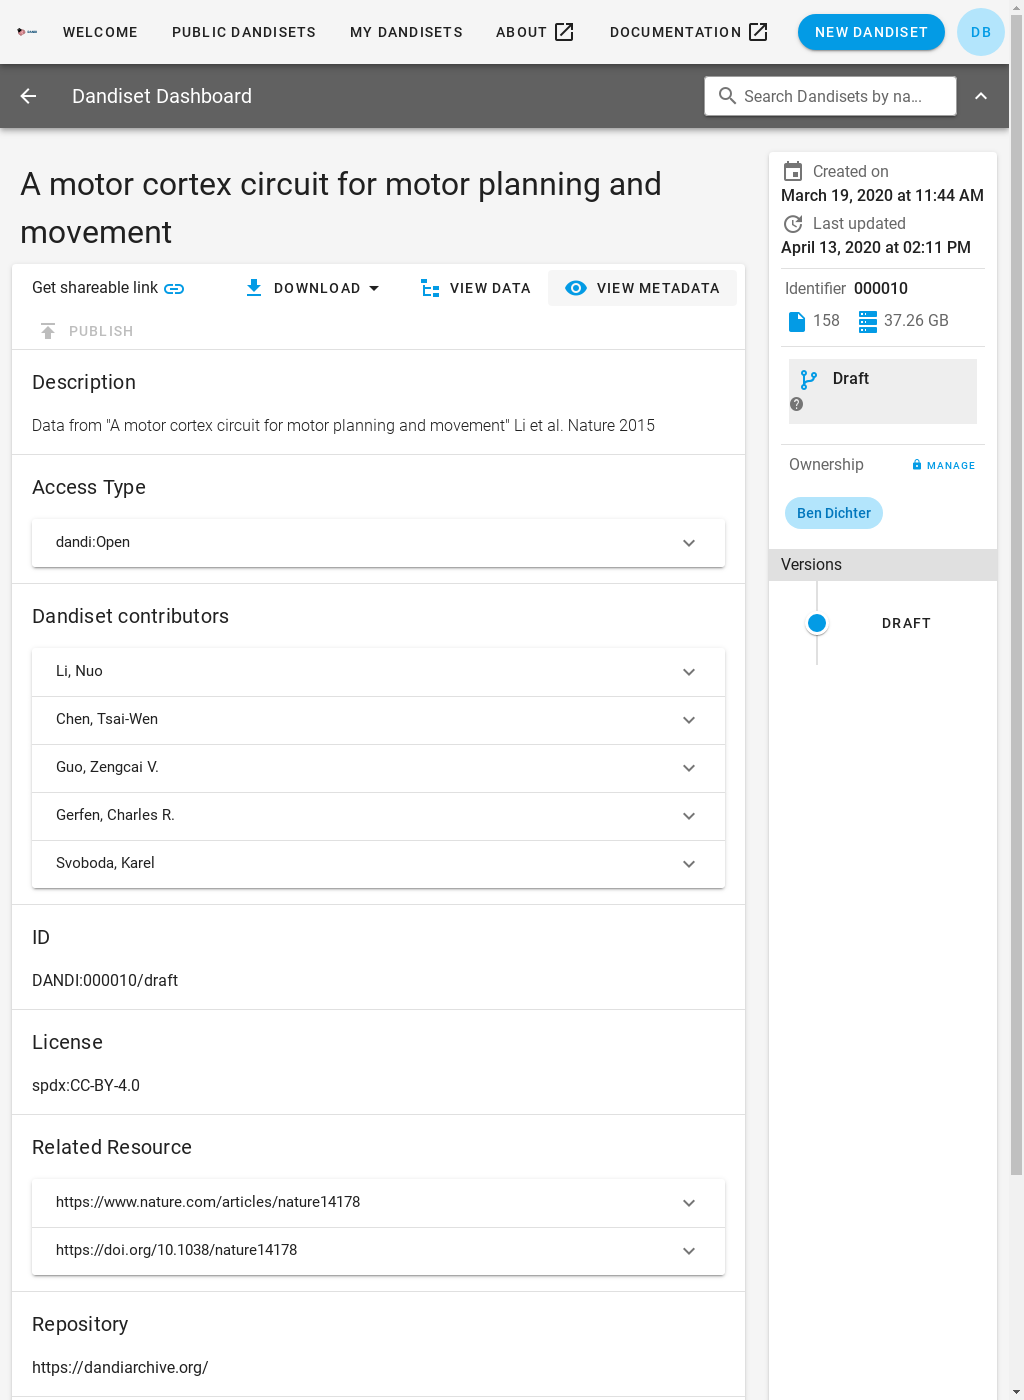 WELCOME PUBLIC DANDISETS MY DANDISETS ABOUT DOCUMENTATION NEW DANDISET DB
Dandiset Dashboard Search Dandisets by na...
A motor cortex circuit for motor planning and
movement
Get shareable link DOWNLOAD VIEW DATA VIEW METADATA
PUBLISH
Description
Data from "A motor cortex circuit for motor planning and movement" Li et al. Nature 2015
Access Type
dandi:Open
Dandiset contributors
Li, Nuo
Chen, Tsai-Wen
Guo, Zengcai V.
Gerfen, Charles R.
Svoboda, Karel
ID
DANDI:000010/draft
License
spdx:CC-BY-4.0
Related Resource
https://www.nature.com/articles/nature14178
https://doi.org/10.1038/nature14178
Repository
https://dandiarchive.org/
Created on
March 19, 2020 at 11:44 AM
Last updated
April 13, 2020 at 02:11 PM
Identifier 000010
158 37.26 GB
Draft
?
Ownership MANAGE
Ben Dichter
Versions
DRAFT